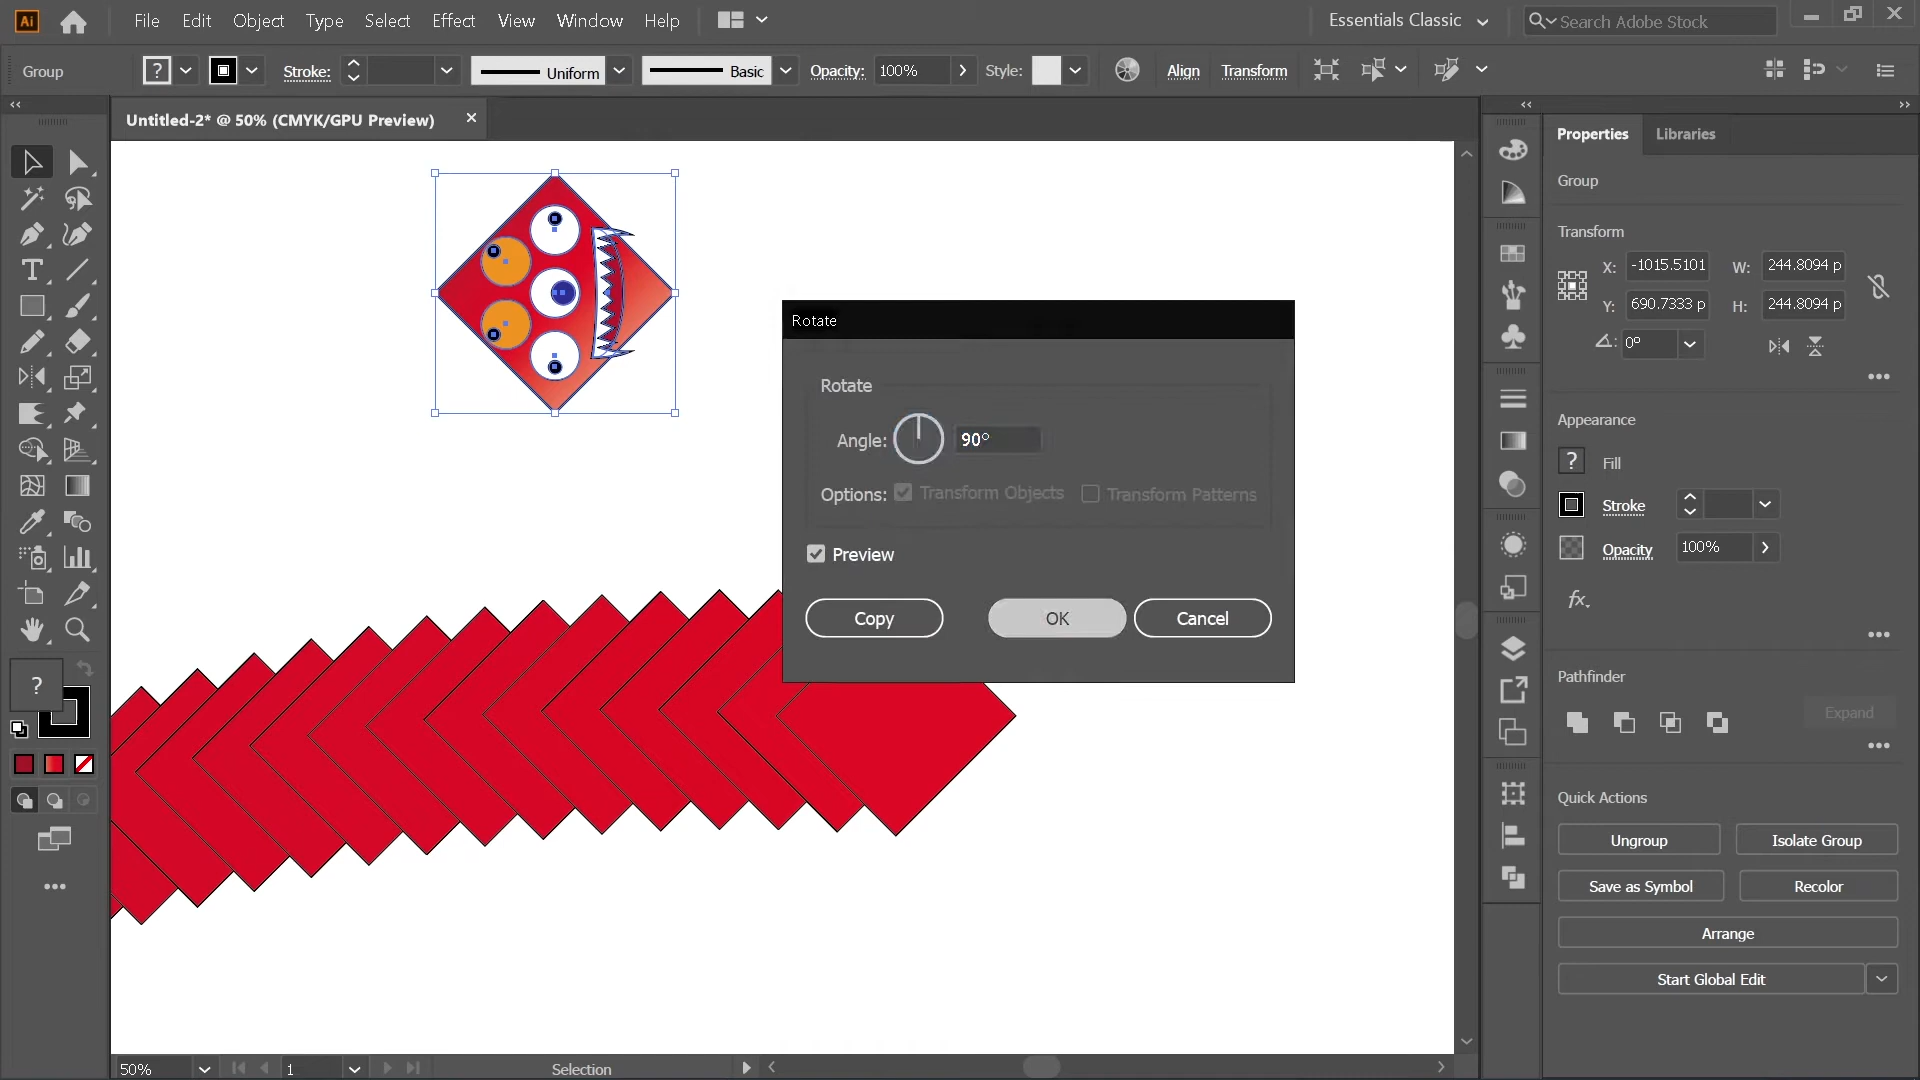 Ai File Edit Object Type Select Effect View Window Help Essentials Classic Search Adobe Stock
Group ? Stroke: Uniform Basic Opacity: 100% Style: Align Transform
Untitled-2* @ 50% (CMYK/GPU Preview) ×
Properties Libraries
Group
Transform
X: -1015.5101 W: 244.8094 p
Y: 690.7333 p H: 244.8094 p
0°
Appearance
? Fill
Stroke
Opacity 100%
fx.
Pathfinder
Expand
Quick Actions
Ungroup Isolate Group
Save as Symbol Recolor
Arrange
Start Global Edit
Rotate
Rotate
Angle: 90°
Options: Transform Objects Transform Patterns
Preview
Copy OK Cancel
?
50% 1 Selection